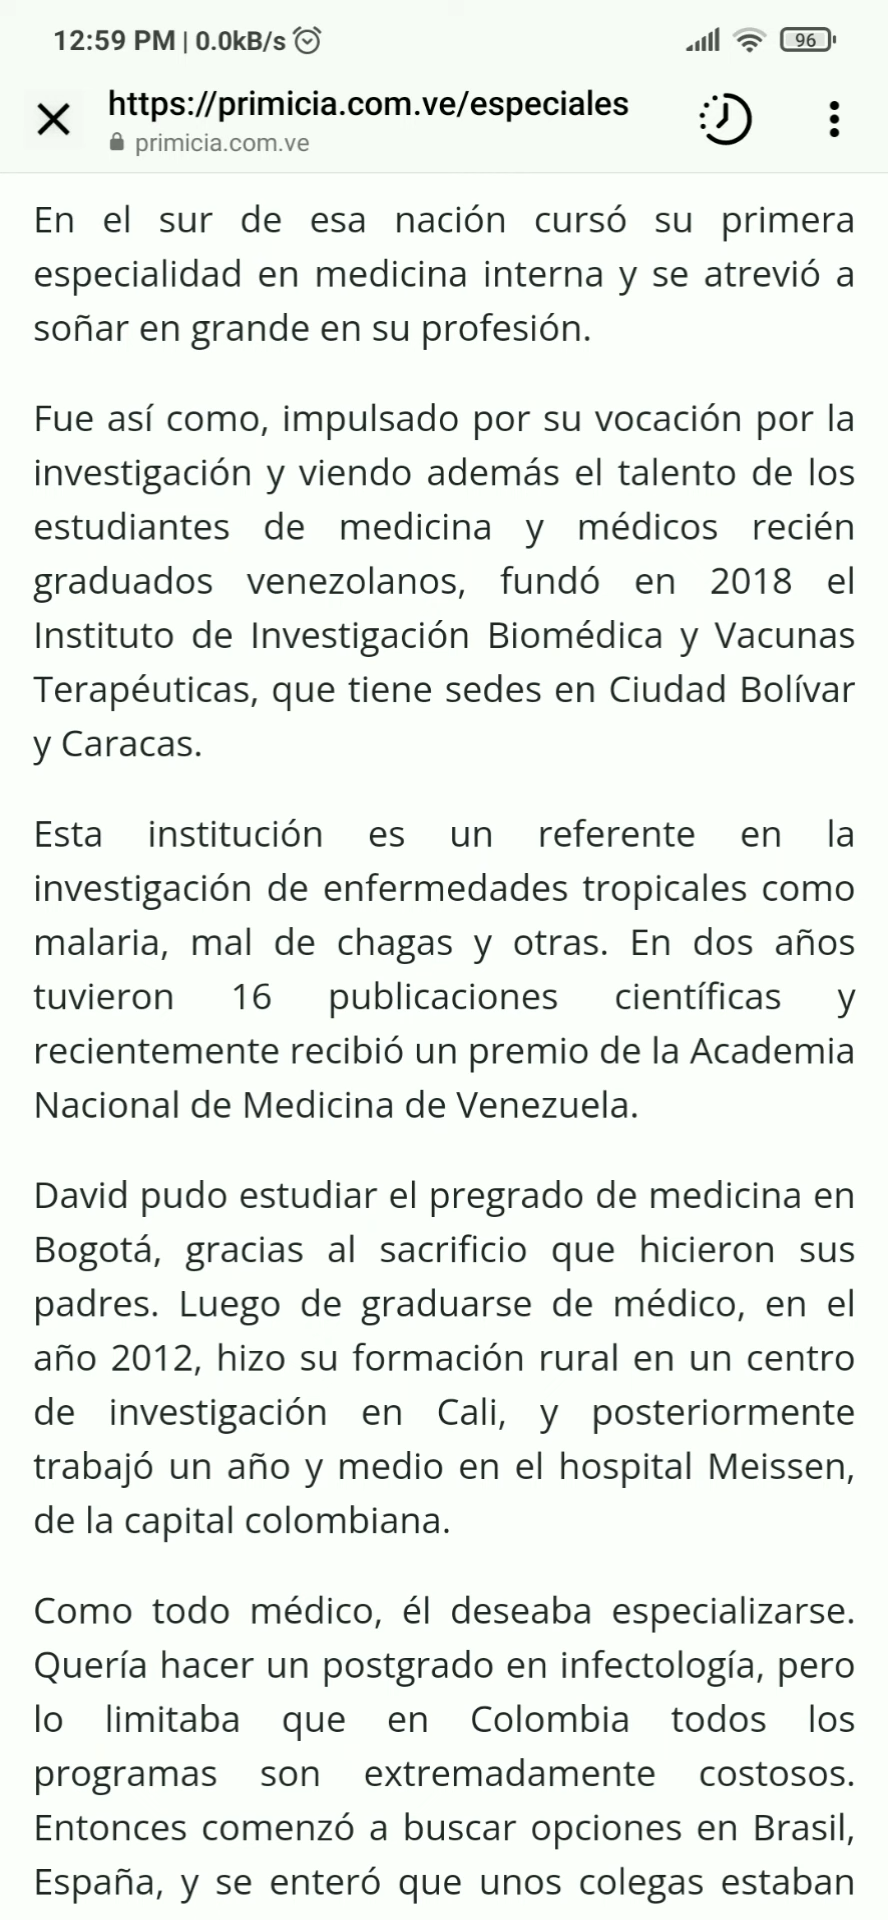 12:59 PM | 0.0kB/s
96
https://primicia.com.ve/especiales
primicia.com.ve
En el sur de esa nación cursó su primera
especialidad en medicina interna y se atrevió a
soñar en grande en su profesión.
Fue así como, impulsado por su vocación por la
investigación y viendo además el talento de los
estudiantes de medicina y médicos recién
graduados venezolanos, fundó en 2018 el
Instituto de Investigación Biomédica y Vacunas
Terapéuticas, que tiene sedes en Ciudad Bolívar
y Caracas.
Esta institución es un referente en la
investigación de enfermedades tropicales como
malaria, mal de chagas y otras. En dos años
tuvieron 16 publicaciones científicas y
recientemente recibió un premio de la Academia
Nacional de Medicina de Venezuela.
David pudo estudiar el pregrado de medicina en
Bogotá, gracias al sacrificio que hicieron sus
padres. Luego de graduarse de médico, en el
año 2012, hizo su formación rural en un centro
de investigación en Cali, y posteriormente
trabajó un año y medio en el hospital Meissen,
de la capital colombiana.
Como todo médico, él deseaba especializarse.
Quería hacer un postgrado en infectología, pero
lo limitaba que en Colombia todos los
programas son extremadamente costosos.
Entonces comenzó a buscar opciones en Brasil,
España, y se enteró que unos colegas estaban